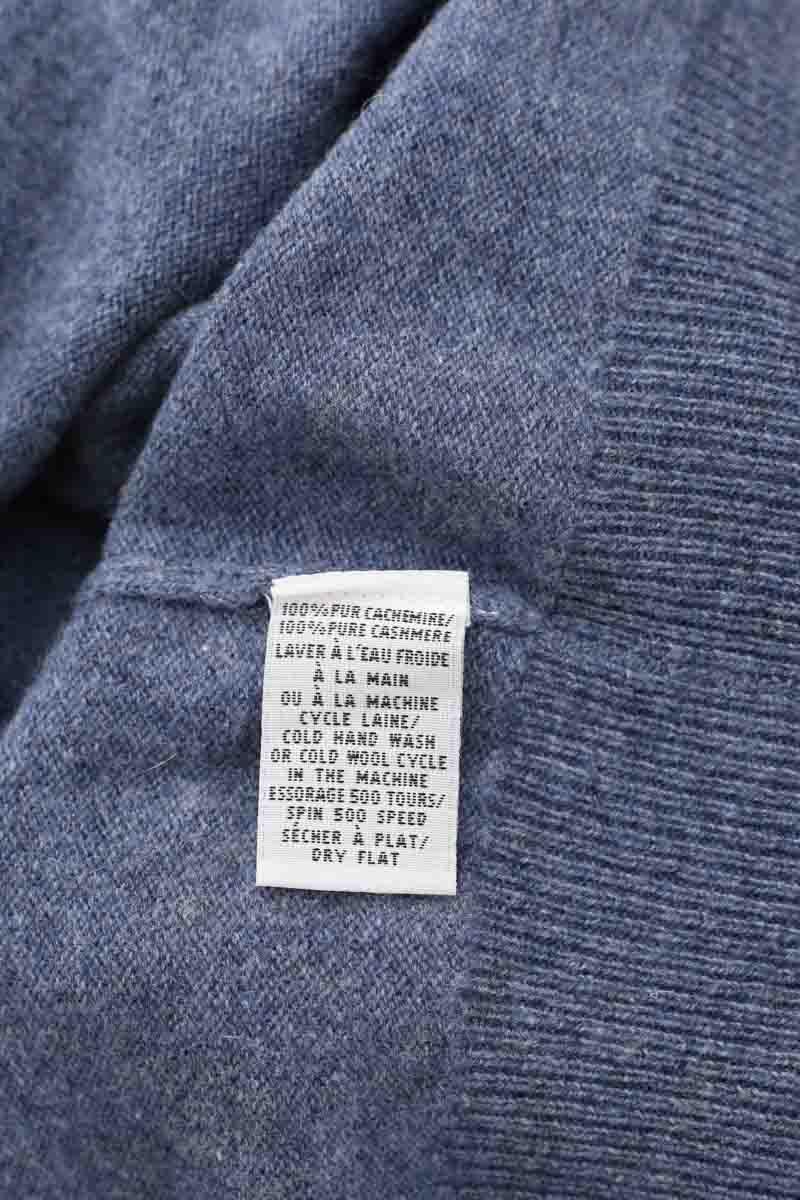 100% PUR CACHEMIRE/
100% PURE CASHMERE
LAVER À L'EAU FROIDE
À LA MAIN
OU À LA MACHINE
CYCLE LAINE/
COLD HAND WASH
OR COLD WOOL CYCLE
IN THE MACHINE
ESSORAGE 500 TOURS/
SPIN 500 SPEED
SÉCHER À PLAT/
DRY FLAT